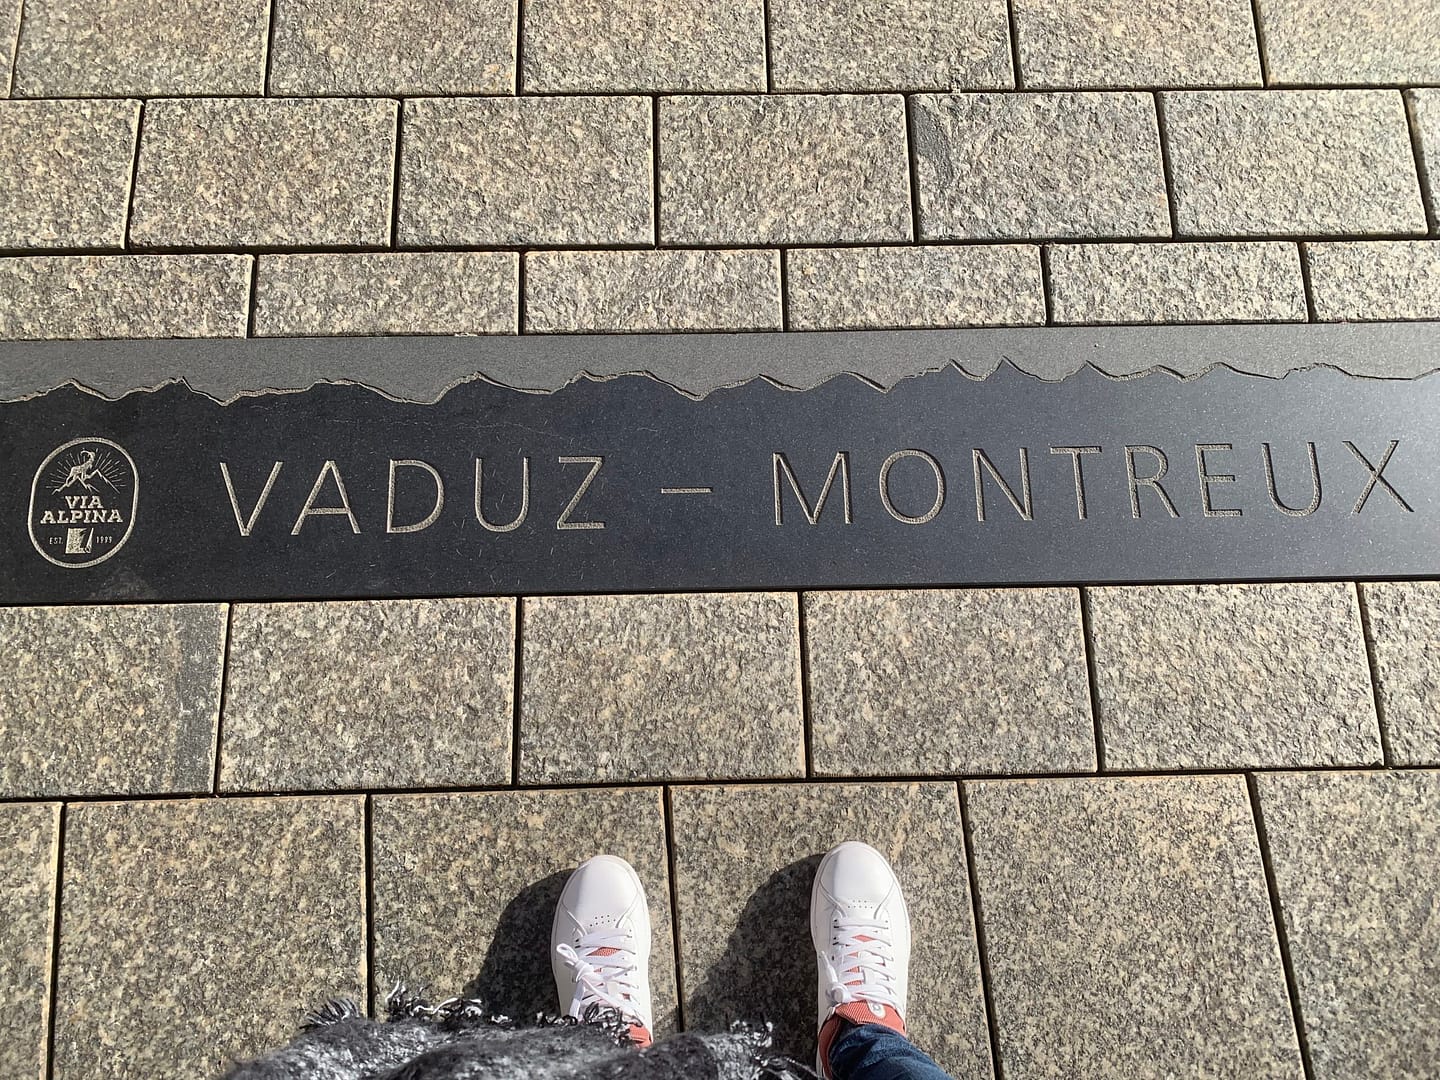 VIA
ALPINA
EST. 1999
VADUZ – MONTREUX